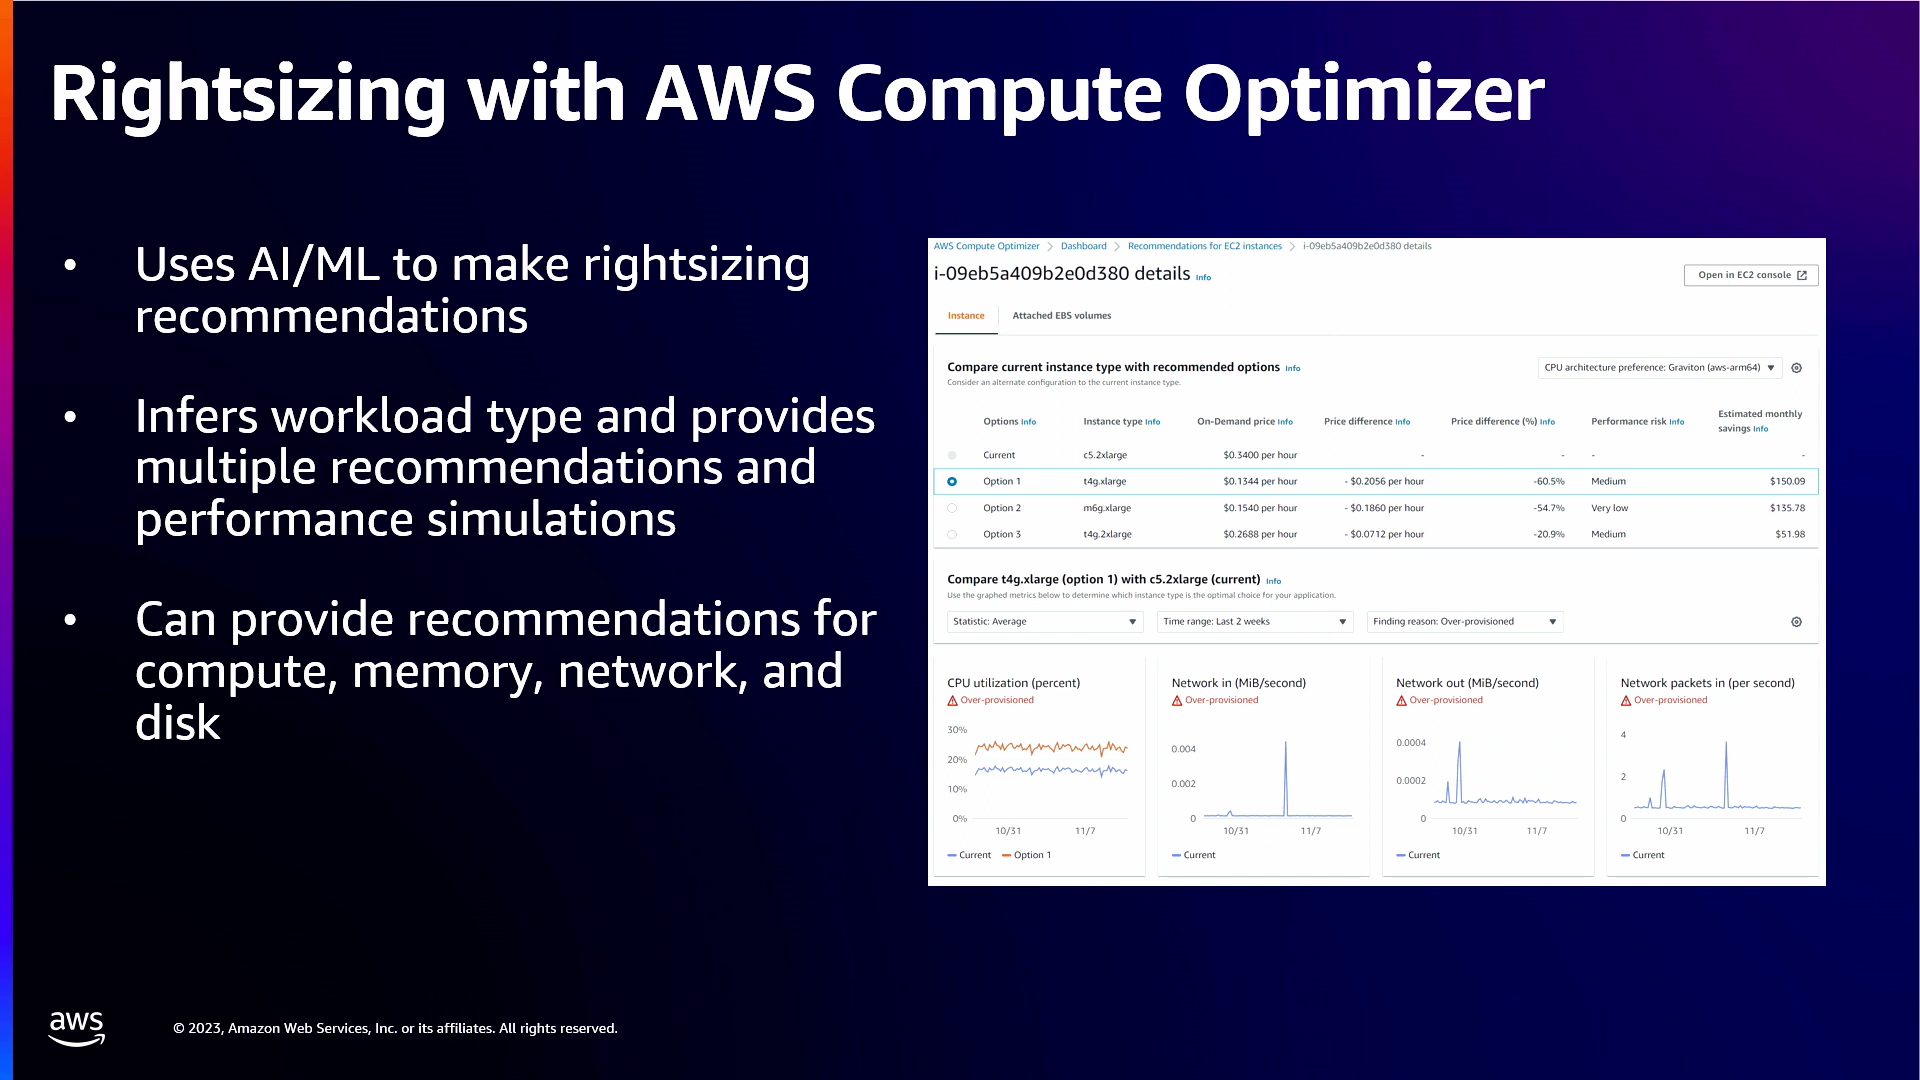 Rightsizing with AWS Compute Optimizer
• Uses AI/ML to make rightsizing
recommendations
• Infers workload type and provides
multiple recommendations and
performance simulations
• Can provide recommendations for
compute, memory, network, and
disk
AWS Compute Optimizer > Dashboard > Recommendations for EC2 instances > i-09eb5a409b2e0d380 details
i-09eb5a409b2e0d380 details Info
Open in EC2 console
Instance Attached EBS volumes
Compare current instance type with recommended options Info
Consider an alternate configuration to the current instance type.
CPU architecture preference: Graviton (aws-arm64)
Options Info Instance type Info On-Demand price Info Price difference Info Price difference (%) Info Performance risk Info Estimated monthly
savings Info
Current c5.2xlarge $0.3400 per hour - - - -
Option 1 t4g.xlarge $0.1344 per hour - $0.2056 per hour -60.5% Medium $150.09
Option 2 m6g.xlarge $0.1540 per hour - $0.1860 per hour -54.7% Very low $135.78
Option 3 t4g.2xlarge $0.2688 per hour - $0.0712 per hour -20.9% Medium $51.98
Compare t4g.xlarge (option 1) with c5.2xlarge (current) Info
Use the graphed metrics below to determine which instance type is the optimal choice for your application.
Statistic: Average Time range: Last 2 weeks Finding reason: Over-provisioned
CPU utilization (percent)
Over-provisioned
30%
20%
10%
0%
10/31 11/7
Current Option 1
Network in (MiB/second)
Over-provisioned
0.004
0.002
0
10/31 11/7
Current
Network out (MiB/second)
Over-provisioned
0.0004
0.0002
0
10/31 11/7
Current
Network packets in (per second)
Over-provisioned
4
2
0
10/31 11/7
Current
aws
© 2023, Amazon Web Services, Inc. or its affiliates. All rights reserved.